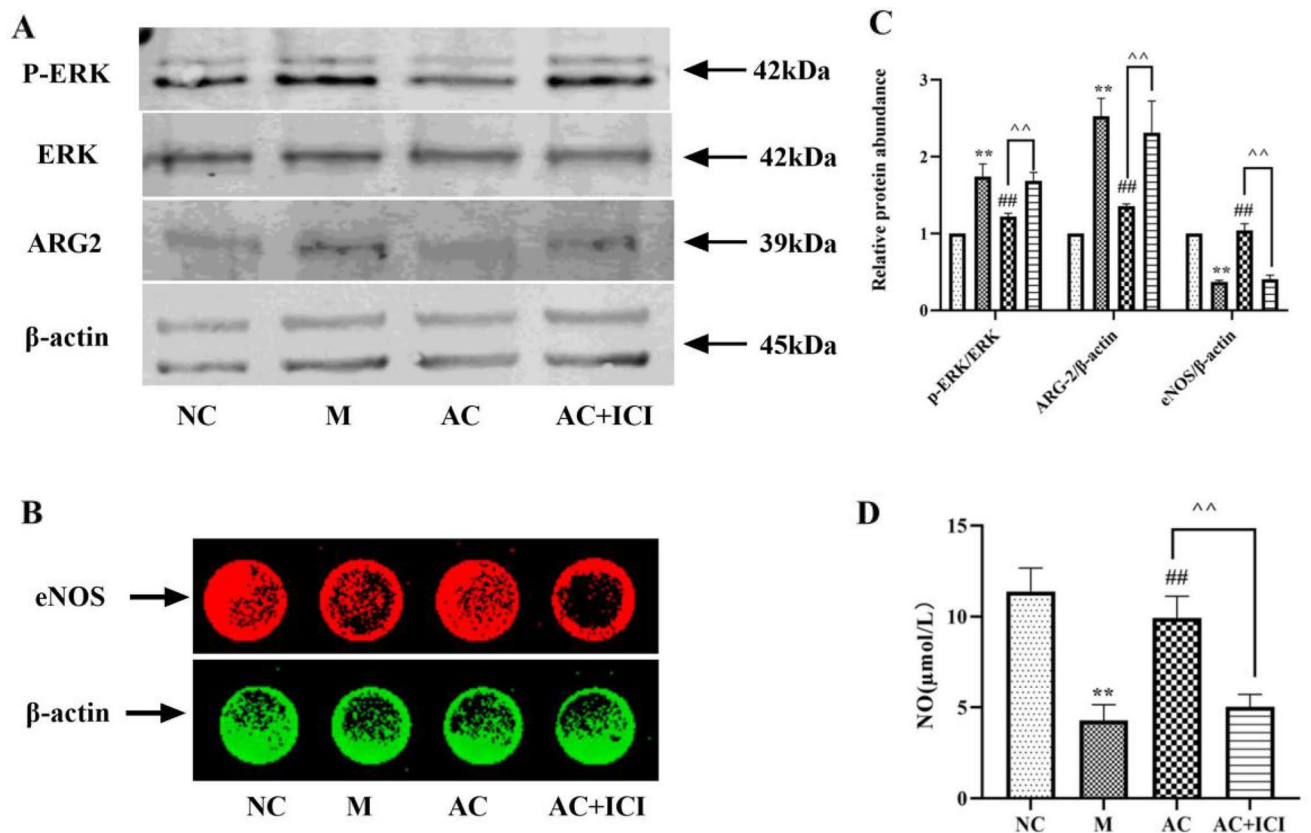 A
P-ERK
42kDa
ERK
42kDa
ARG2
39kDa
β-actin
45kDa
NC M AC AC+ICI
B
eNOS
β-actin
NC M AC AC+ICI
C
Relative protein abundance
3
2
1
0
** ## ^^
** ## ^^
** ## ^^
p-ERK/ERK
ARG-2/β-actin
eNOS/β-actin
D
NO(μmol/L)
15
10
5
0
**
##
^^
NC M AC AC+ICI